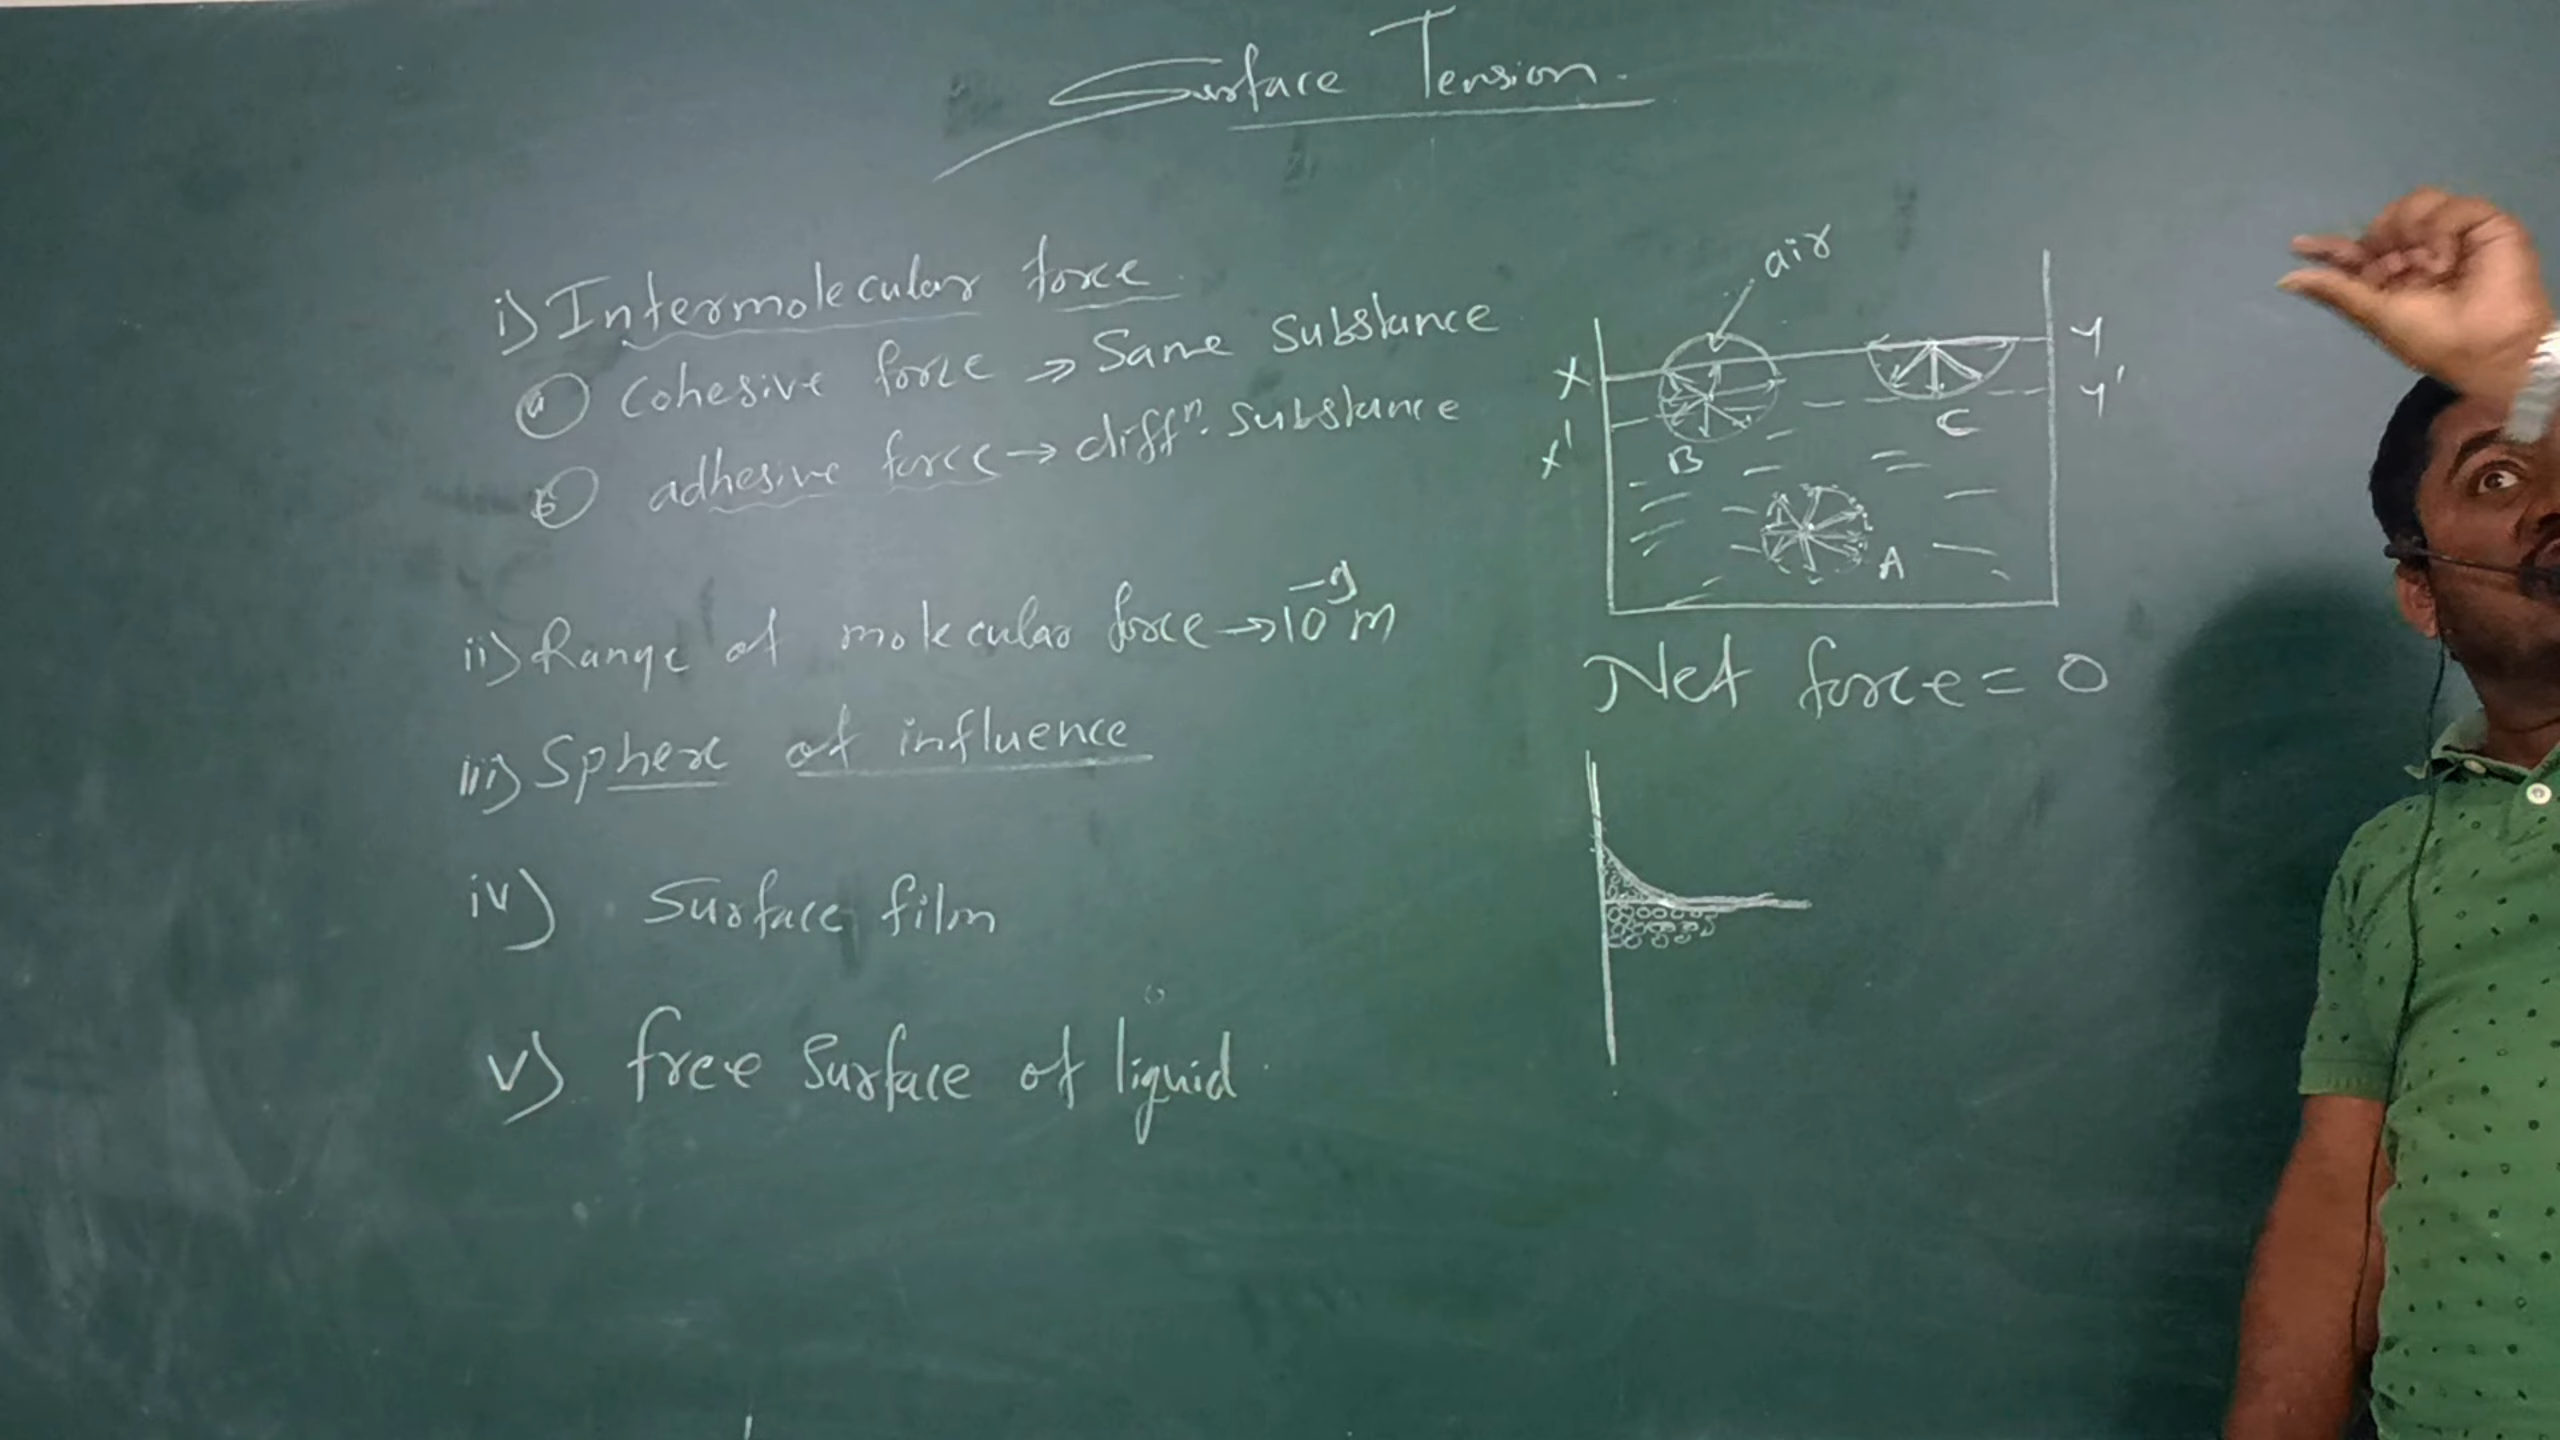 Surface Tension.
i) Intermolecular force.
a) Cohesive force → Same Substance
b) adhesive force → diffⁿ. Substance
ii) Range of molecular force → 10⁻⁹ m
iii) Sphere of influence
iv) Surface film
v) free Surface of liquid.
air
X
Y
X'
Y'
B
C
A
Net force = 0